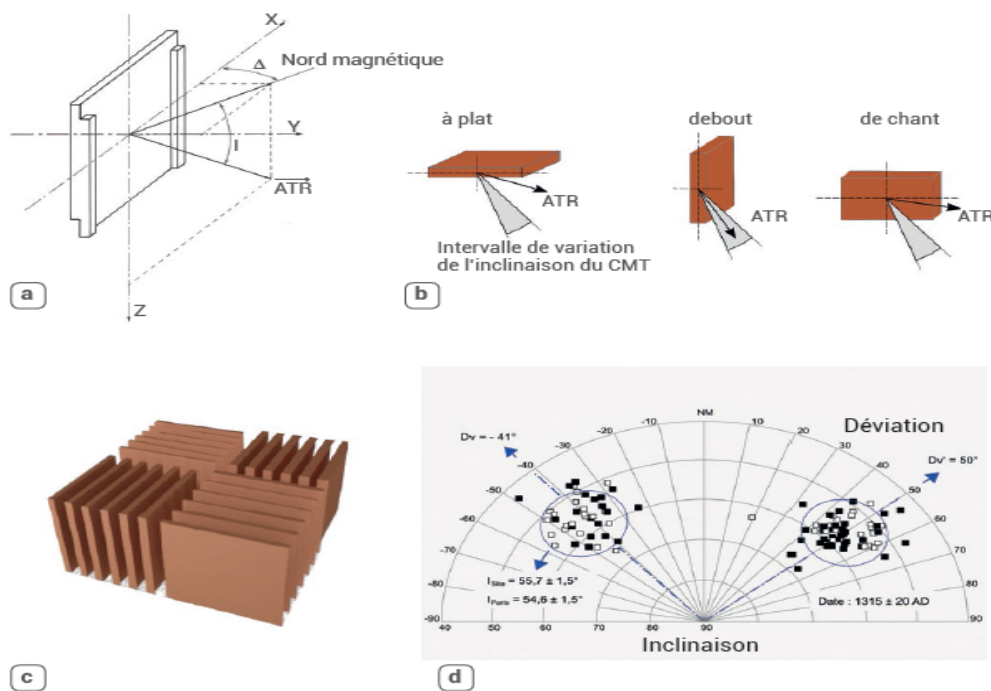 X
Δ
Nord magnétique
Y
I
ATR
Z
a
à plat
debout
de chant
ATR
ATR
ATR
Intervalle de variation
de l'inclinaison du CMT
b
c
NM
-10
10
-20
20
-30
30
-40
40
-50
50
-60
60
-70
70
-80
80
-90
90
Déviation
Dv = - 41°
Dv' = 50°
I Site = 55,7 ± 1,5°
I Paris = 54,6 ± 1,5°
Date : 1315 ± 20 AD
40
50
60
70
80
90
80
70
60
50
40
Inclinaison
d